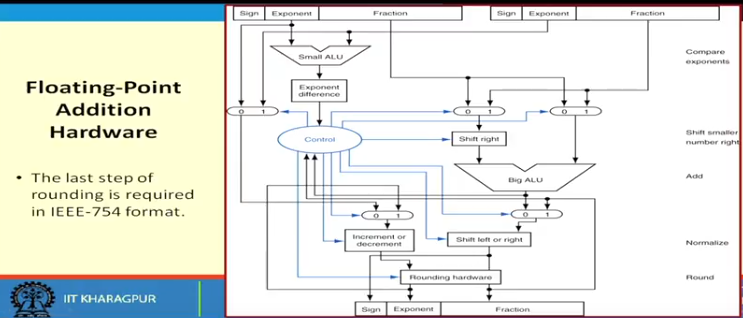 Sign Exponent Fraction Sign Exponent Fraction
Compare
exponents
Small ALU
Floating-Point
Addition
Hardware
Exponent
difference
0 1 0 1 0 1
Control
Shift right
Shift smaller
number right
• The last step of
rounding is required
in IEEE-754 format.
Big ALU
Add
0 1 0 1
Increment or
decrement
Shift left or right
Normalize
Rounding hardware
Round
IIT KHARAGPUR
Sign Exponent Fraction